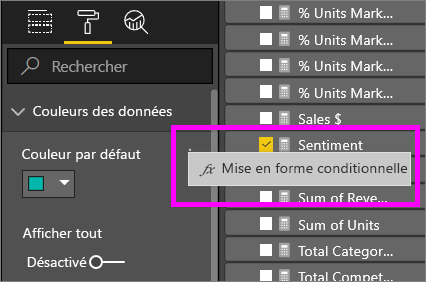 Rechercher
Couleurs des données
Couleur par défaut
Afficher tout
Désactivé
% Units Mark...
% Units Mark...
% Units Mark...
% Units Mark...
Sales $
Sentiment
fx Mise en forme conditionnelle
Sum of Reve...
Sum of Units
Total Categor...
Total Compet...